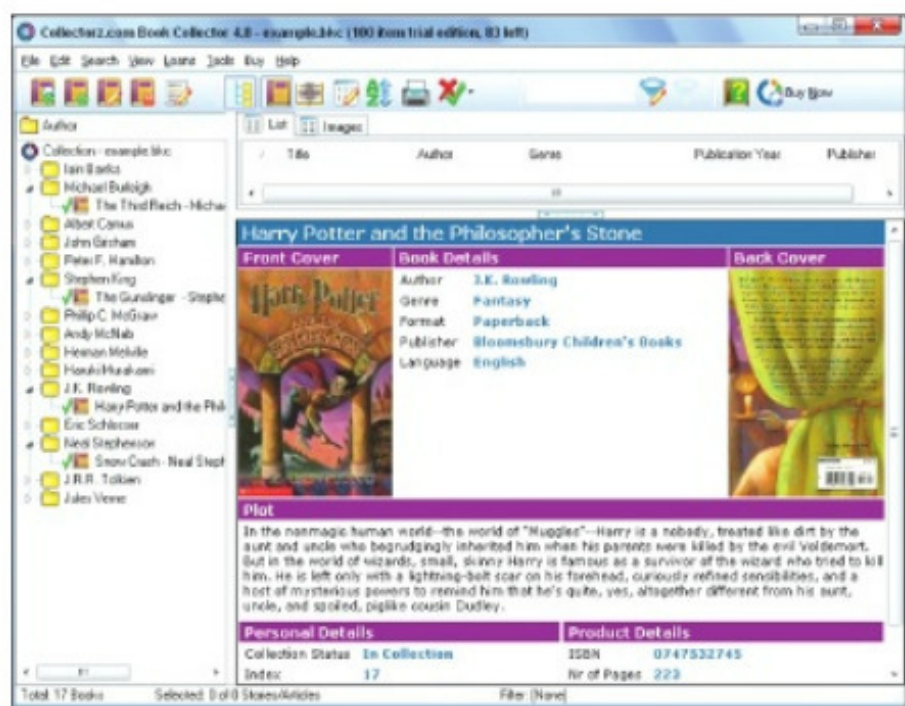 Collectorz.com Book Collector 4.8 - example.bkc (100 item trial edition, 83 left)
File Edit Search View Loans Tools Buy Help
Buy Now
Author
List Images
Title Author Genre Publication Year Publisher
Collection - example.bkc
Iain Banks
Michael Burleigh
The Third Reich - Michae
Albert Camus
John Grisham
Peter F. Hamilton
Stephen King
The Gunslinger - Stephe
Philip C. McGraw
Andy McNab
Herman Melville
Haruki Murakami
J.K. Rowling
Harry Potter and the Phil
Eric Schlosser
Neal Stephenson
Snow Crash - Neal Steph
J.R.R. Tolkien
Jules Verne
Harry Potter and the Philosopher's Stone
Front Cover Book Details Back Cover
Harry Potter
Author J.K. Rowling
Genre Fantasy
Format Paperback
Publisher Bloomsbury Children's Books
Language English
Plot
In the nonmagic human world--the world of "Muggles"--Harry is a nobody, treated like dirt by the
aunt and uncle who begrudgingly inherited him when his parents were killed by the evil Voldemort.
But in the world of wizards, small, skinny Harry is famous as a survivor of the wizard who tried to kill
him. He is left only with a lightning-bolt scar on his forehead, curiously refined sensibilities, and a
host of mysterious powers to remind him that he's quite, yes, altogether different from his aunt,
uncle, and spoiled, piglike cousin Dudley.
Personal Details Product Details
Collection Status In Collection ISBN 0747532745
Index 17 Nr of Pages 223
Total: 17 Books Selected: 0 of 0 Stories/Articles Filter: [None]